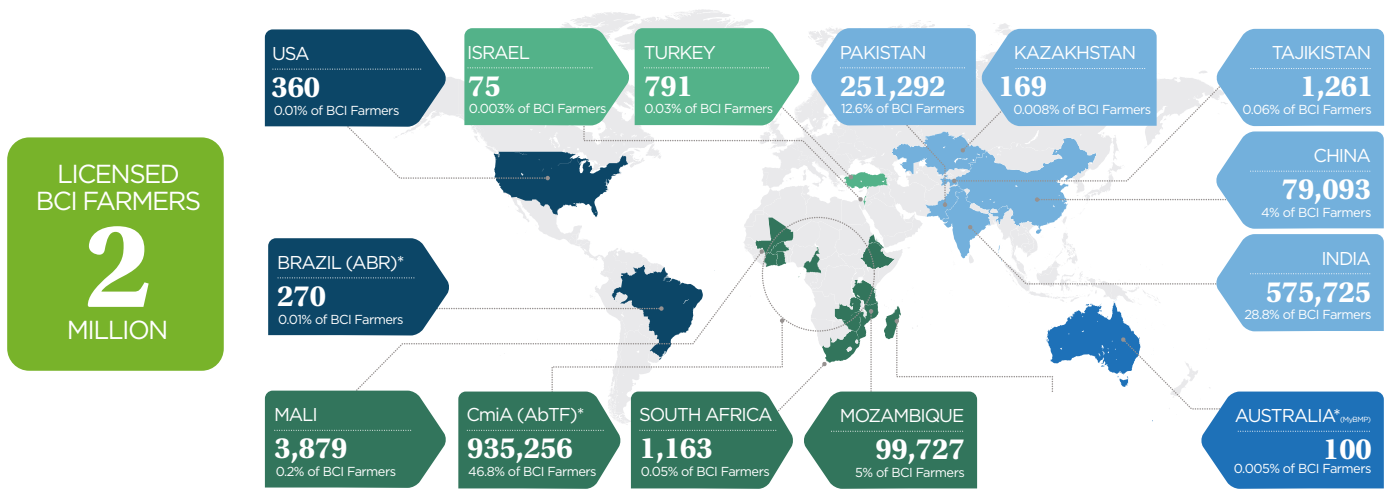 LICENSED
BCI FARMERS
2
MILLION
USA
360
0.01% of BCI Farmers
ISRAEL
75
0.003% of BCI Farmers
TURKEY
791
0.03% of BCI Farmers
PAKISTAN
251,292
12.6% of BCI Farmers
KAZAKHSTAN
169
0.008% of BCI Farmers
TAJIKISTAN
1,261
0.06% of BCI Farmers
CHINA
79,093
4% of BCI Farmers
BRAZIL (ABR)*
270
0.01% of BCI Farmers
INDIA
575,725
28.8% of BCI Farmers
MALI
3,879
0.2% of BCI Farmers
CmiA (AbTF)*
935,256
46.8% of BCI Farmers
SOUTH AFRICA
1,163
0.05% of BCI Farmers
MOZAMBIQUE
99,727
5% of BCI Farmers
AUSTRALIA* (MyBMP)
100
0.005% of BCI Farmers